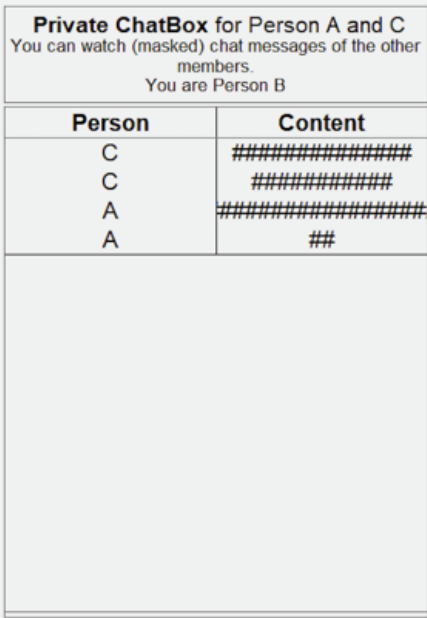 Private ChatBox for Person A and C
You can watch (masked) chat messages of the other
members.
You are Person B
Person Content
C ##############
C ###########
A ################
A ##